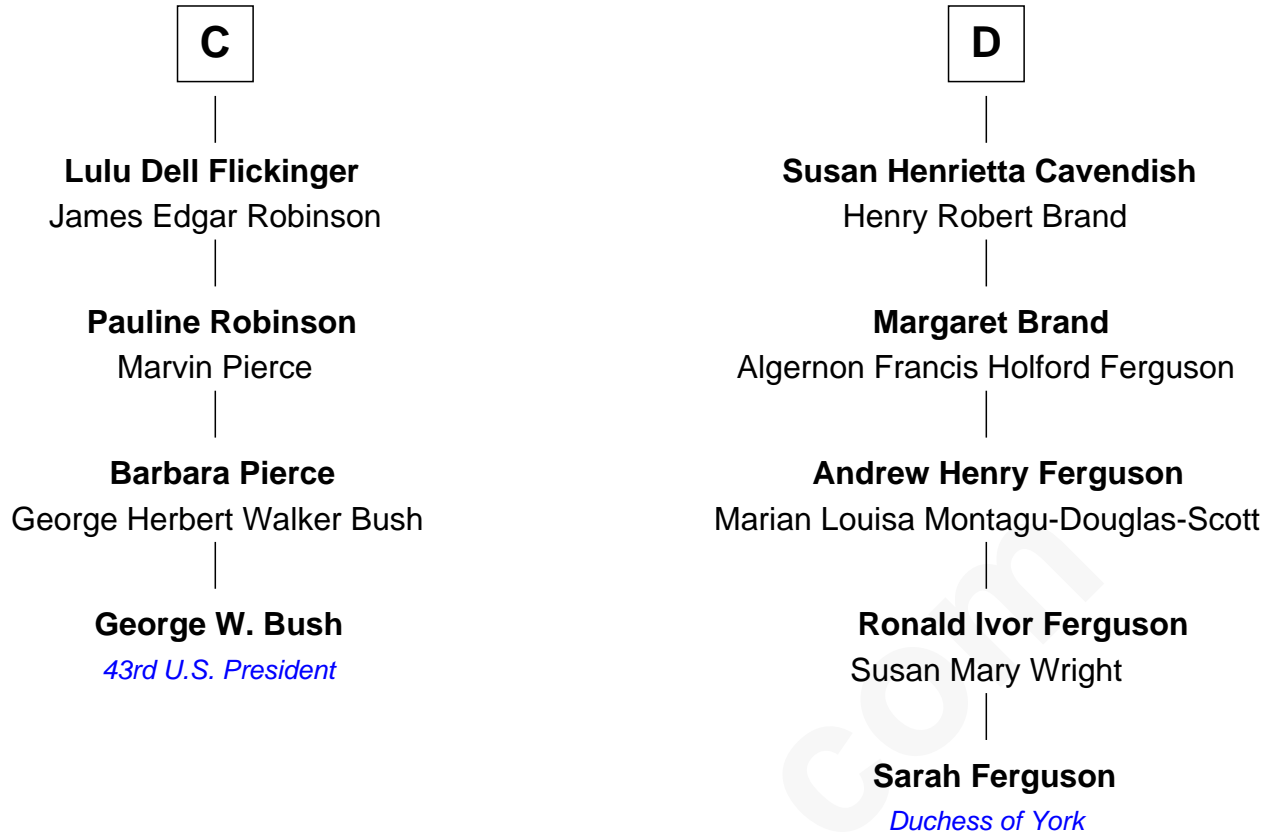 C
Lulu Dell Flickinger
James Edgar Robinson
Pauline Robinson
Marvin Pierce
Barbara Pierce
George Herbert Walker Bush
George W. Bush
43rd U.S. President
D
Susan Henrietta Cavendish
Henry Robert Brand
Margaret Brand
Algernon Francis Holford Ferguson
Andrew Henry Ferguson
Marian Louisa Montagu-Douglas-Scott
Ronald Ivor Ferguson
Susan Mary Wright
Sarah Ferguson
Duchess of York
com